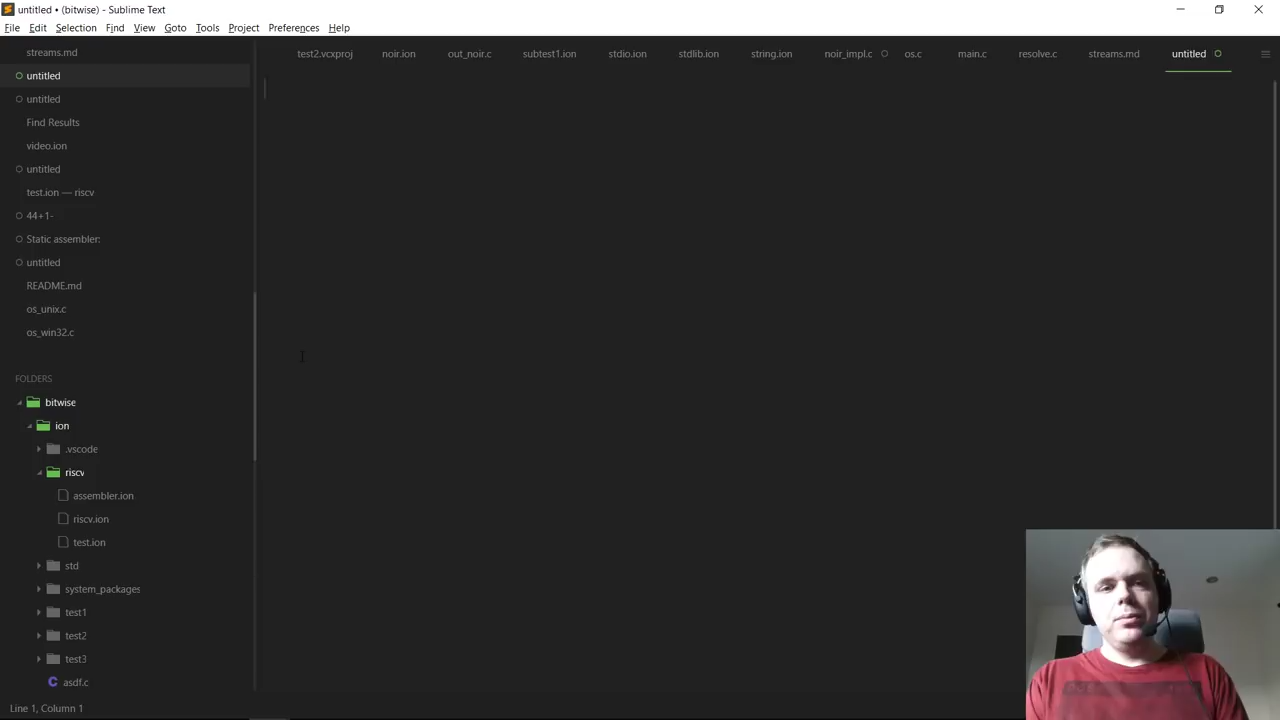 untitled • (bitwise) - Sublime Text
File Edit Selection Find View Goto Tools Project Preferences Help
streams.md
untitled
untitled
Find Results
video.ion
untitled
test.ion — riscv
44+1-
Static assembler:
untitled
README.md
os_unix.c
os_win32.c
FOLDERS
bitwise
ion
.vscode
riscv
assembler.ion
riscv.ion
test.ion
std
system_packages
test1
test2
test3
asdf.c
test2.vcxproj noir.ion out_noir.c subtest1.ion stdio.ion stdlib.ion string.ion noir_impl.c os.c main.c resolve.c streams.md untitled
Line 1, Column 1